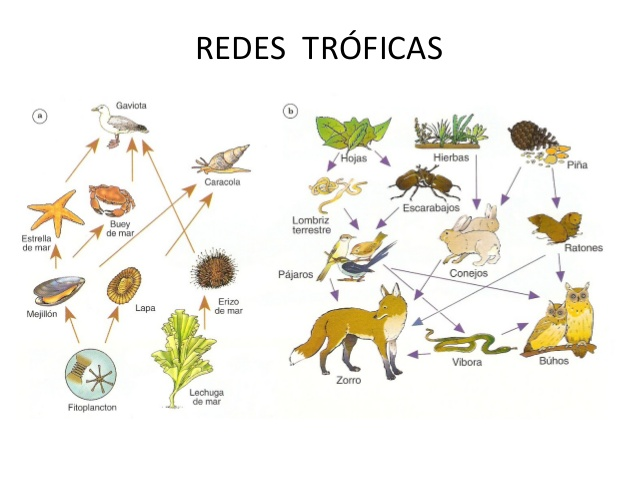 REDES TRÓFICAS
a
Gaviota
Caracola
Estrella
de mar
Buey
de mar
Mejillón
Lapa
Erizo
de mar
Fitoplancton
Lechuga
de mar
b
Hojas
Hierbas
Piña
Lombriz
terrestre
Escarabajos
Pájaros
Conejos
Ratones
Zorro
Víbora
Búhos